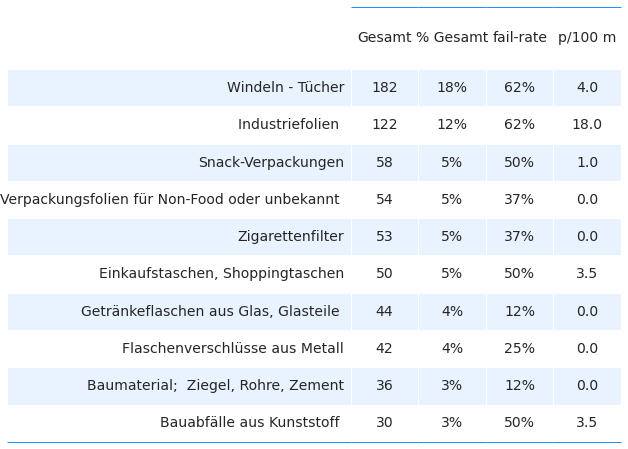 Gesamt % Gesamt fail-rate p/100 m
Windeln - Tücher 182 18% 62% 4.0
Industriefolien 122 12% 62% 18.0
Snack-Verpackungen 58 5% 50% 1.0
Verpackungsfolien für Non-Food oder unbekannt 54 5% 37% 0.0
Zigarettenfilter 53 5% 37% 0.0
Einkaufstaschen, Shoppingtaschen 50 5% 50% 3.5
Getränkeflaschen aus Glas, Glasteile 44 4% 12% 0.0
Flaschenverschlüsse aus Metall 42 4% 25% 0.0
Baumaterial;  Ziegel, Rohre, Zement 36 3% 12% 0.0
Bauabfälle aus Kunststoff 30 3% 50% 3.5